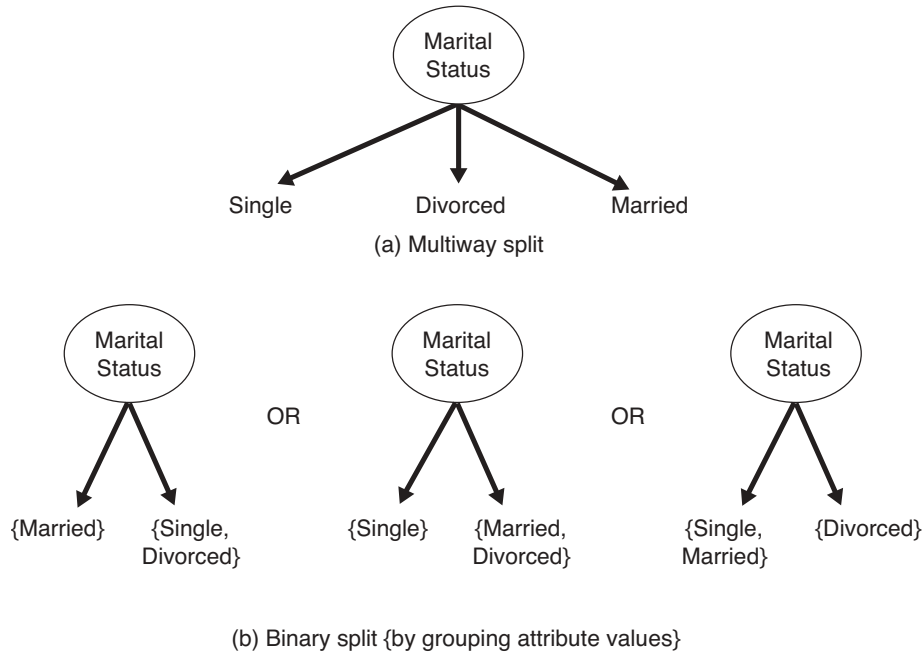 Marital
Status
Single
Divorced
Married
(a) Multiway split
Marital
Status
{Married}
{Single,
Divorced}
OR
Marital
Status
{Single}
{Married,
Divorced}
OR
Marital
Status
{Single,
Married}
{Divorced}
(b) Binary split {by grouping attribute values}